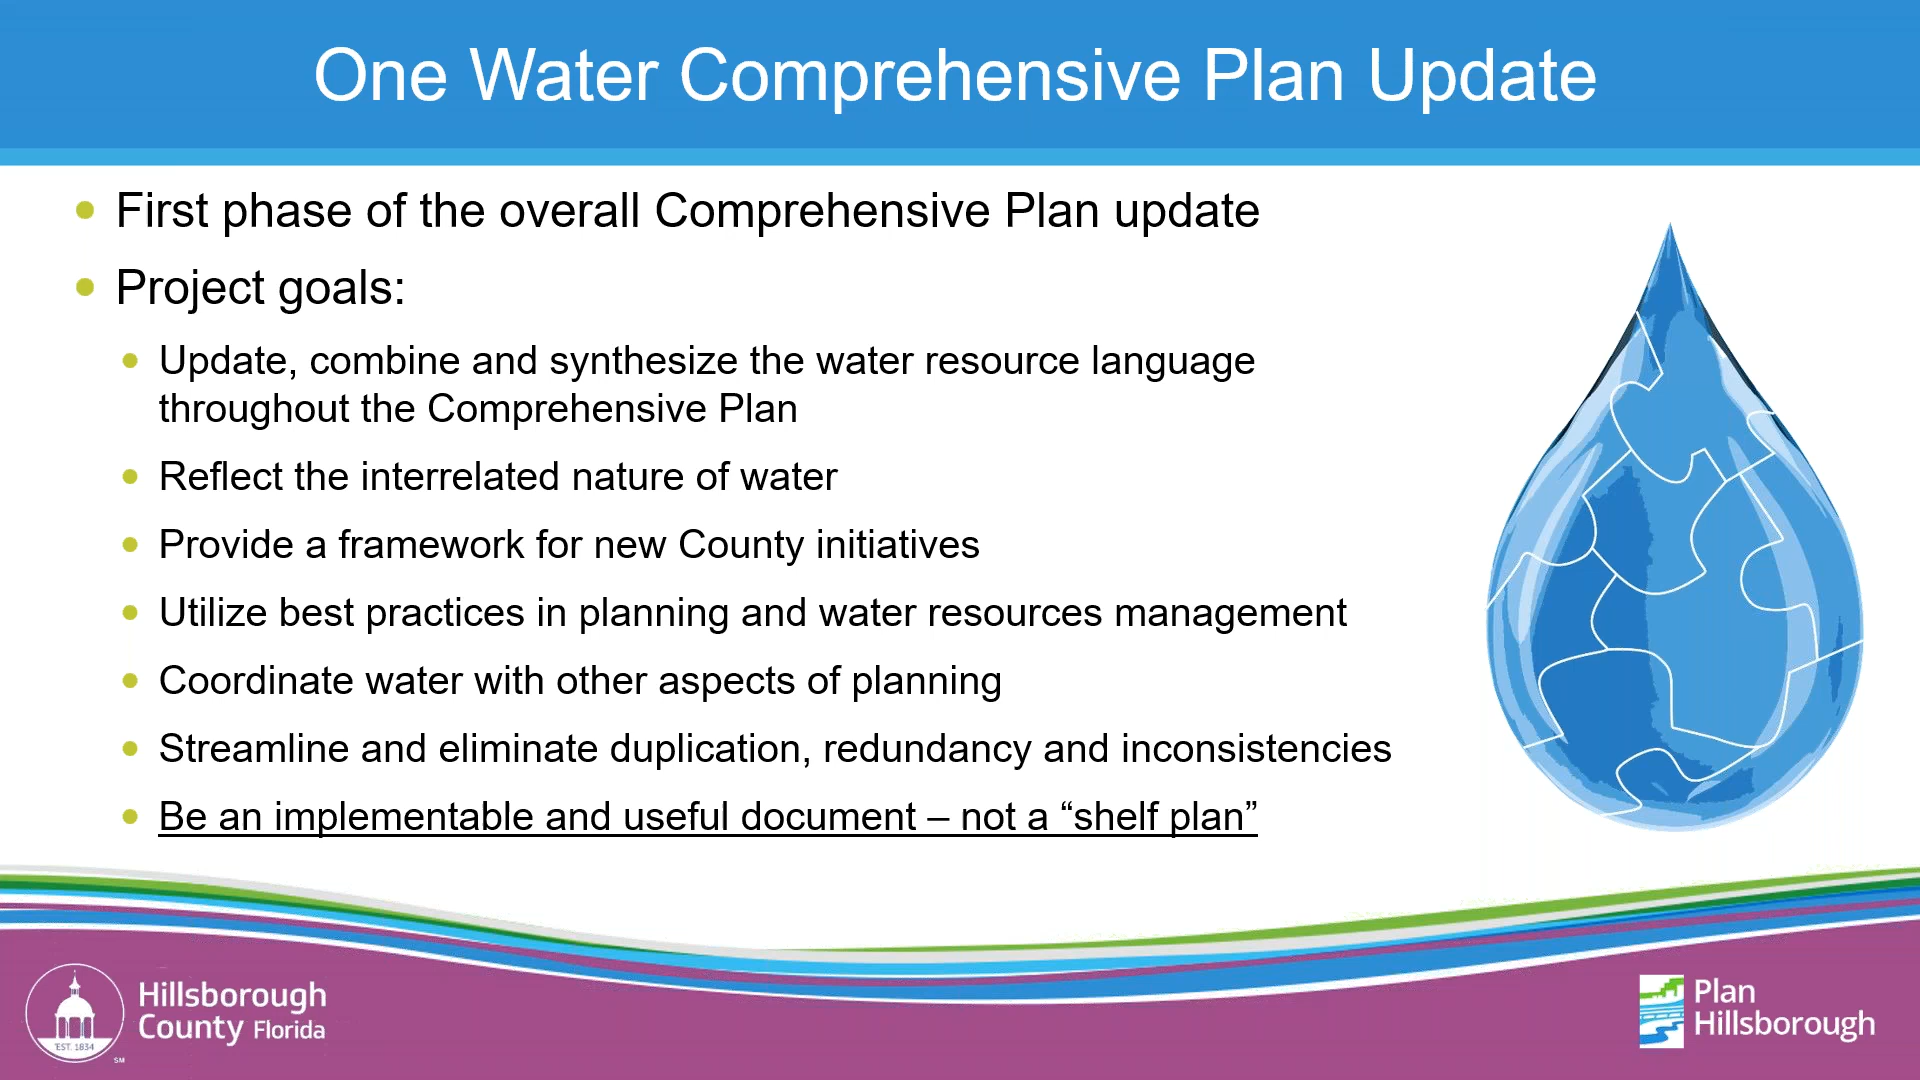 One Water Comprehensive Plan Update
• First phase of the overall Comprehensive Plan update
• Project goals:
• Update, combine and synthesize the water resource language
throughout the Comprehensive Plan
• Reflect the interrelated nature of water
• Provide a framework for new County initiatives
• Utilize best practices in planning and water resources management
• Coordinate water with other aspects of planning
• Streamline and eliminate duplication, redundancy and inconsistencies
• Be an implementable and useful document – not a “shelf plan”
EST. 1834
SM
Hillsborough
County Florida
Plan
Hillsborough